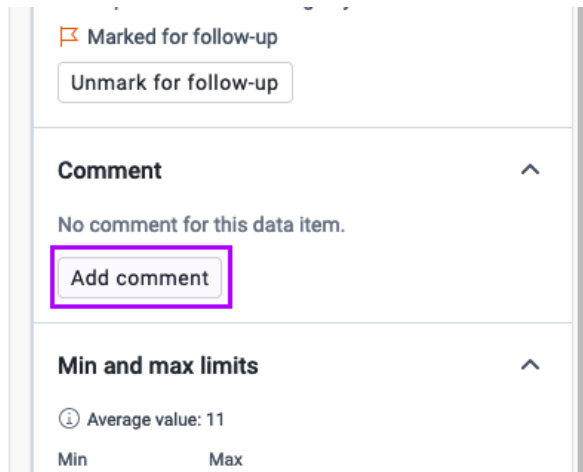 Marked for follow-up
Unmark for follow-up
Comment
No comment for this data item.
Add comment
Min and max limits
Average value: 11
Min Max